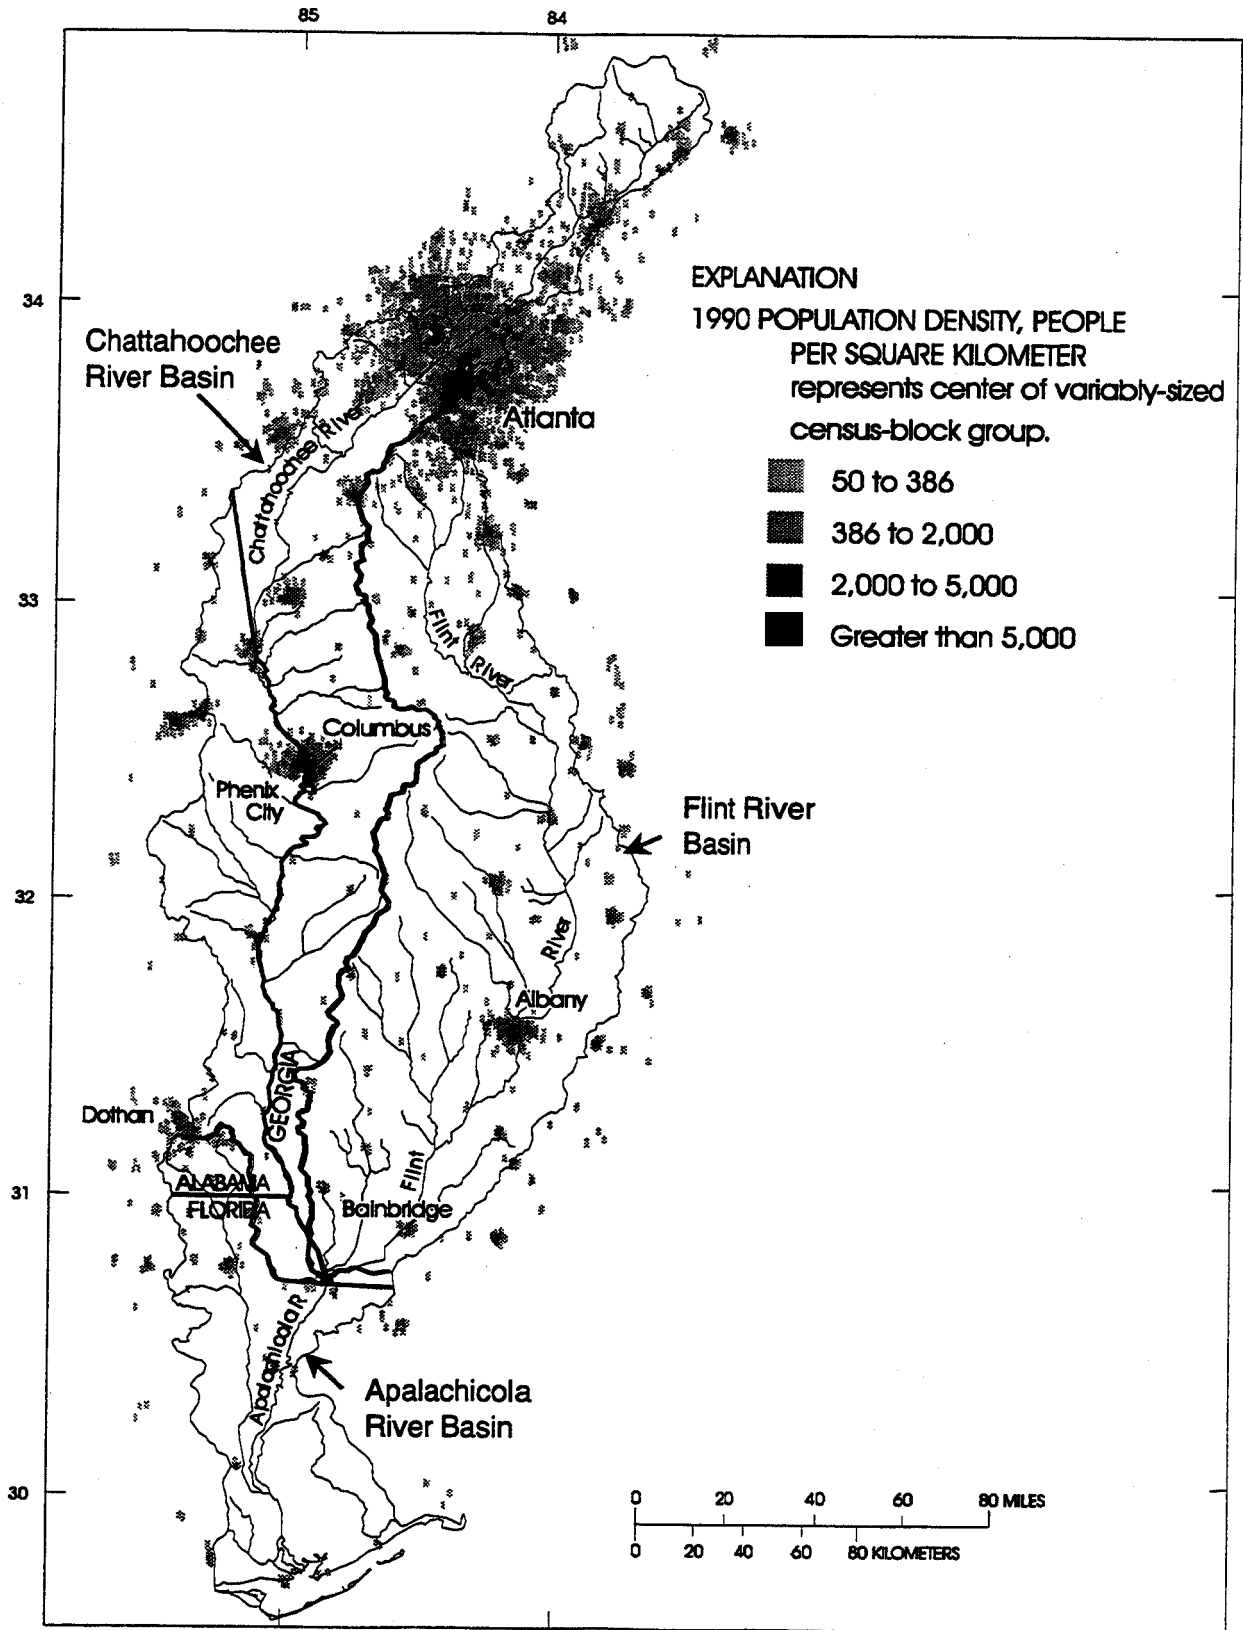 85
84
34
33
32
31
30
EXPLANATION
1990 POPULATION DENSITY, PEOPLE
PER SQUARE KILOMETER
represents center of variably-sized
census-block group.
50 to 386
386 to 2,000
2,000 to 5,000
Greater than 5,000
Chattahoochee
River Basin
Chattahoochee River
Atlanta
Flint
River
Columbus
Phenix
City
Flint River
Basin
River
Albany
GEORGIA
Dothan
ALABAMA
FLORIDA
Flint
Bainbridge
Apalachicola R
Apalachicola
River Basin
0 20 40 60 80 MILES
0 20 40 60 80 KILOMETERS